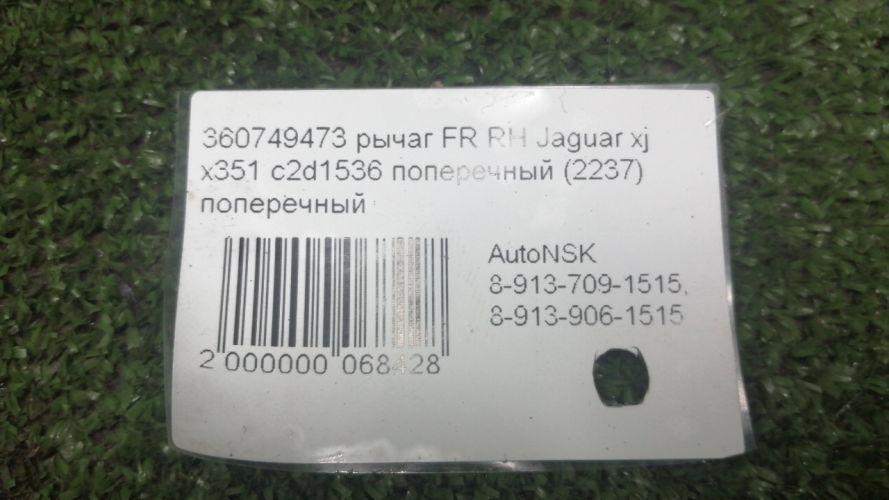 360749473 рычаг FR RH Jaguar xj
x351 c2d1536 поперечный (2237)
поперечный
AutoNSK
8-913-709-1515,
8-913-906-1515
2 000000 068428